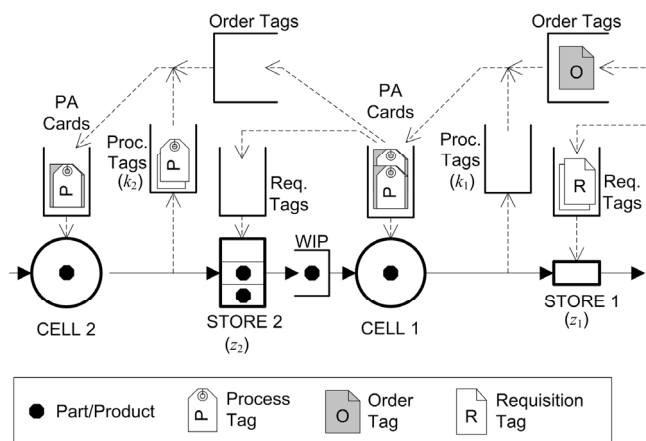 Order Tags
Order Tags
O
PA
Cards
PA
Cards
Proc.
Tags
(k₂)
P
P
Req.
Tags
P
Proc.
Tags
(k₁)
R
Req.
Tags
WIP
CELL 2
STORE 2
(z₂)
CELL 1
STORE 1
(z₁)
Part/Product
P
Process
Tag
O
Order
Tag
R
Requisition
Tag